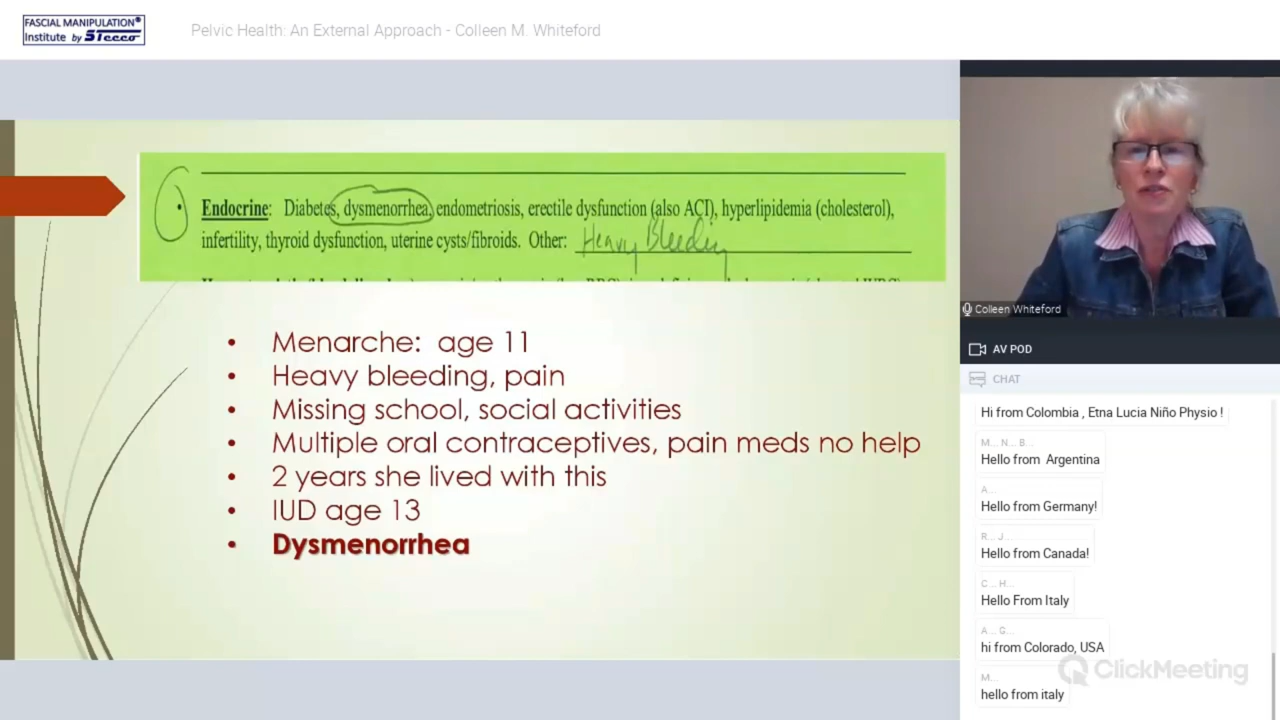 FASCIAL MANIPULATION®
Institute by STECCO
Pelvic Health: An External Approach - Colleen M. Whiteford
Endocrine: Diabetes, dysmenorrhea, endometriosis, erectile dysfunction (also ACI), hyperlipidemia (cholesterol),
infertility, thyroid dysfunction, uterine cysts/fibroids. Other: Heavy Bleeding
• Menarche: age 11
• Heavy bleeding, pain
• Missing school, social activities
• Multiple oral contraceptives, pain meds no help
• 2 years she lived with this
• IUD age 13
• Dysmenorrhea
Colleen Whiteford
AV POD
CHAT
Hi from Colombia , Etna Lucia Niño Physio !
M... N... B...
Hello from Argentina
A...
Hello from Germany!
R... J...
Hello from Canada!
C... H...
Hello From Italy
A... G...
hi from Colorado, USA
M...
hello from italy
ClickMeeting